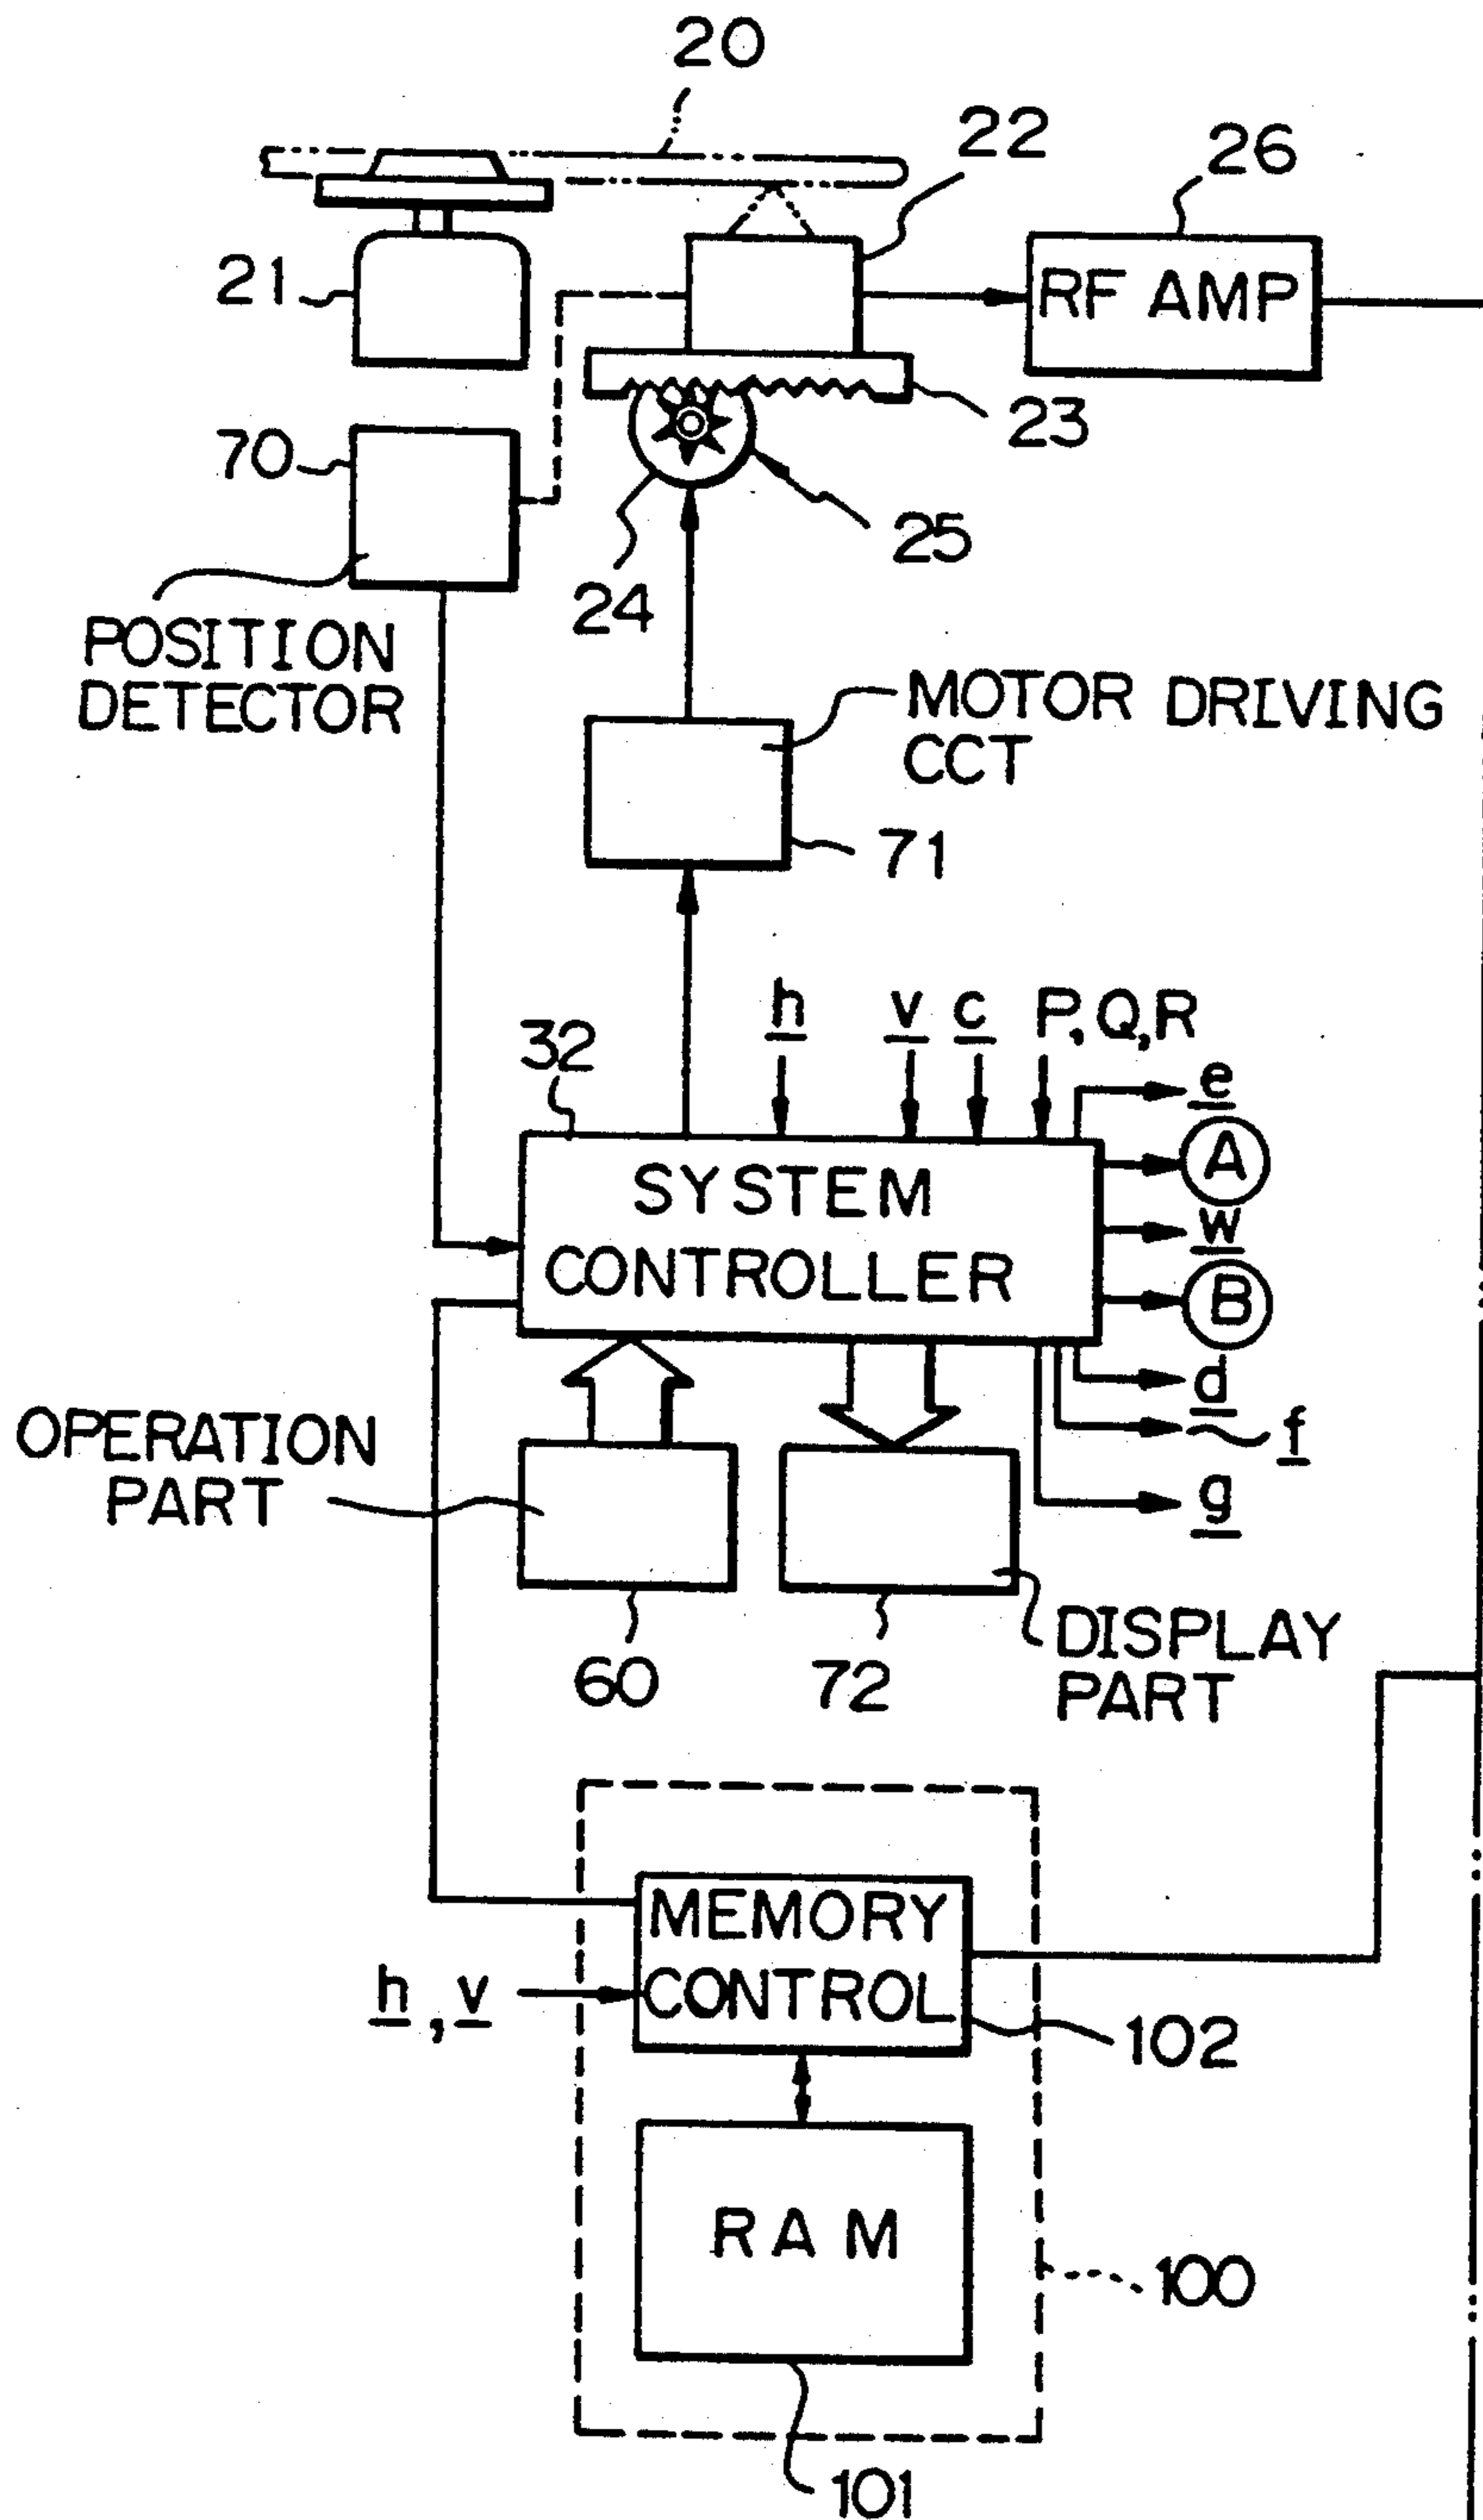 20
22
26
21
RF AMP
23
70
25
24
POSITION
DETECTOR
MOTOR DRIVING
CCT
71
h
v
c
P,Q,R
32
e
A
SYSTEM
CONTROLLER
w
B
d
f
g
OPERATION
PART
60
72
DISPLAY
PART
MEMORY
CONTROL
h,v
102
RAM
100
101